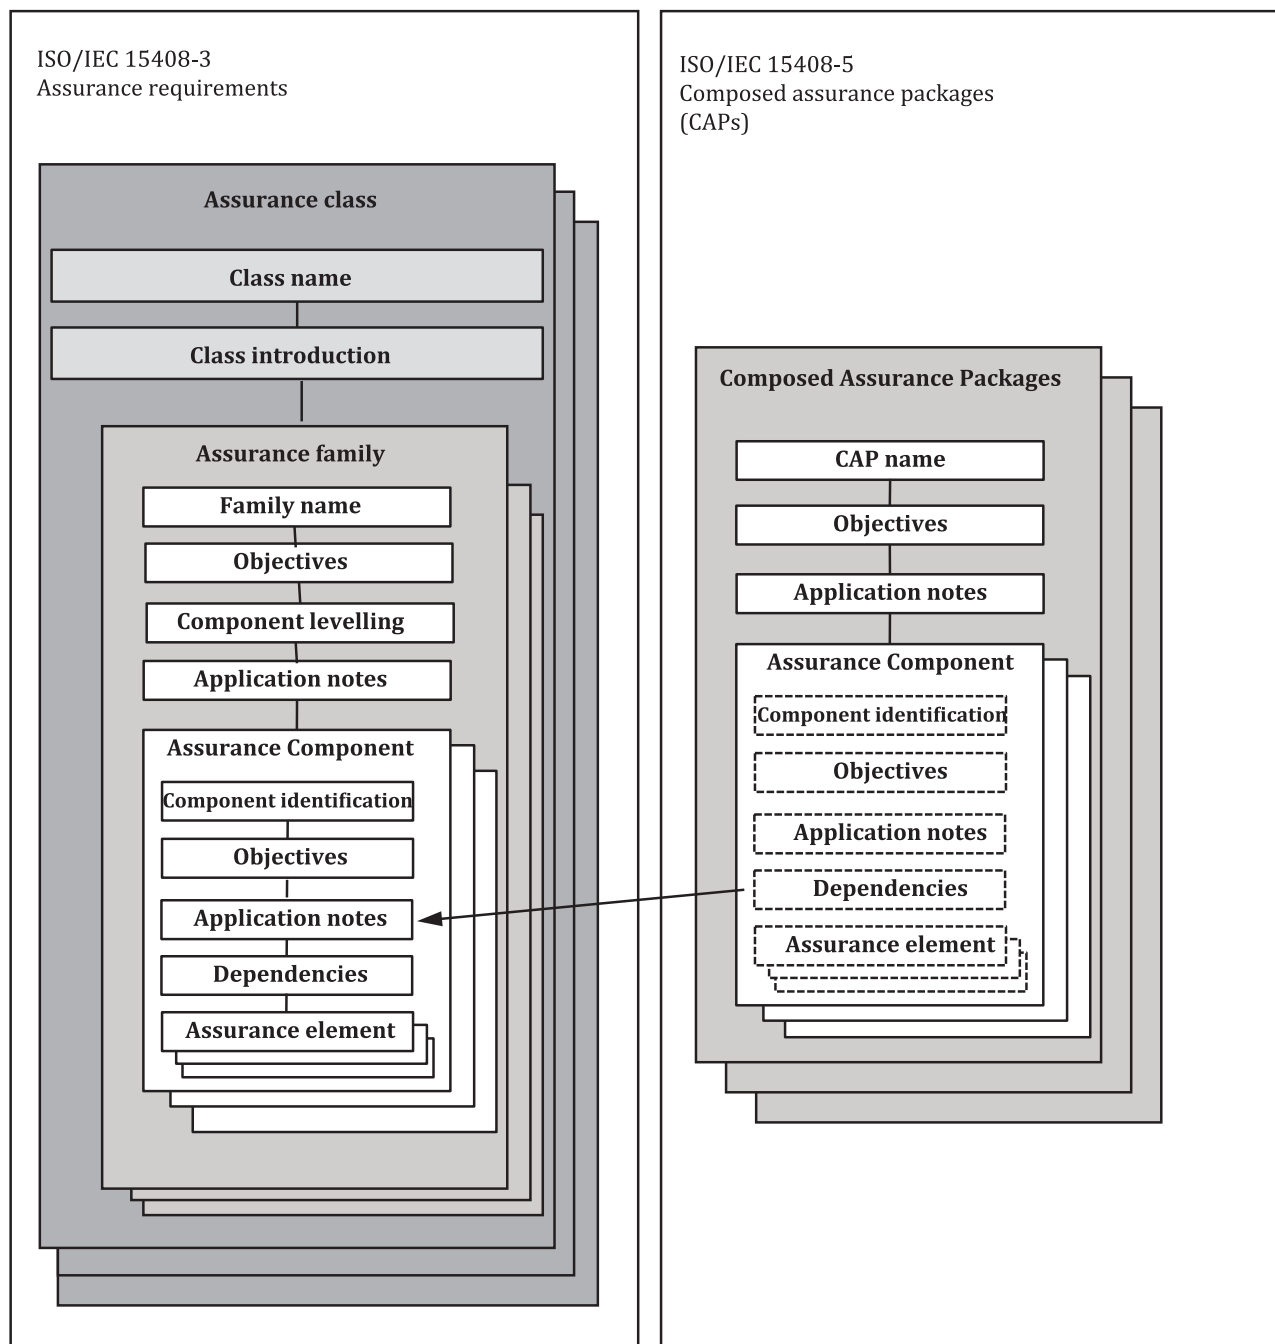 ISO/IEC 15408-3
Assurance requirements
Assurance class
Class name
Class introduction
Assurance family
Family name
Objectives
Component levelling
Application notes
Assurance Component
Component identification
Objectives
Application notes
Dependencies
Assurance element
ISO/IEC 15408-5
Composed assurance packages
(CAPs)
Composed Assurance Packages
CAP name
Objectives
Application notes
Assurance Component
Component identification
Objectives
Application notes
Dependencies
Assurance element